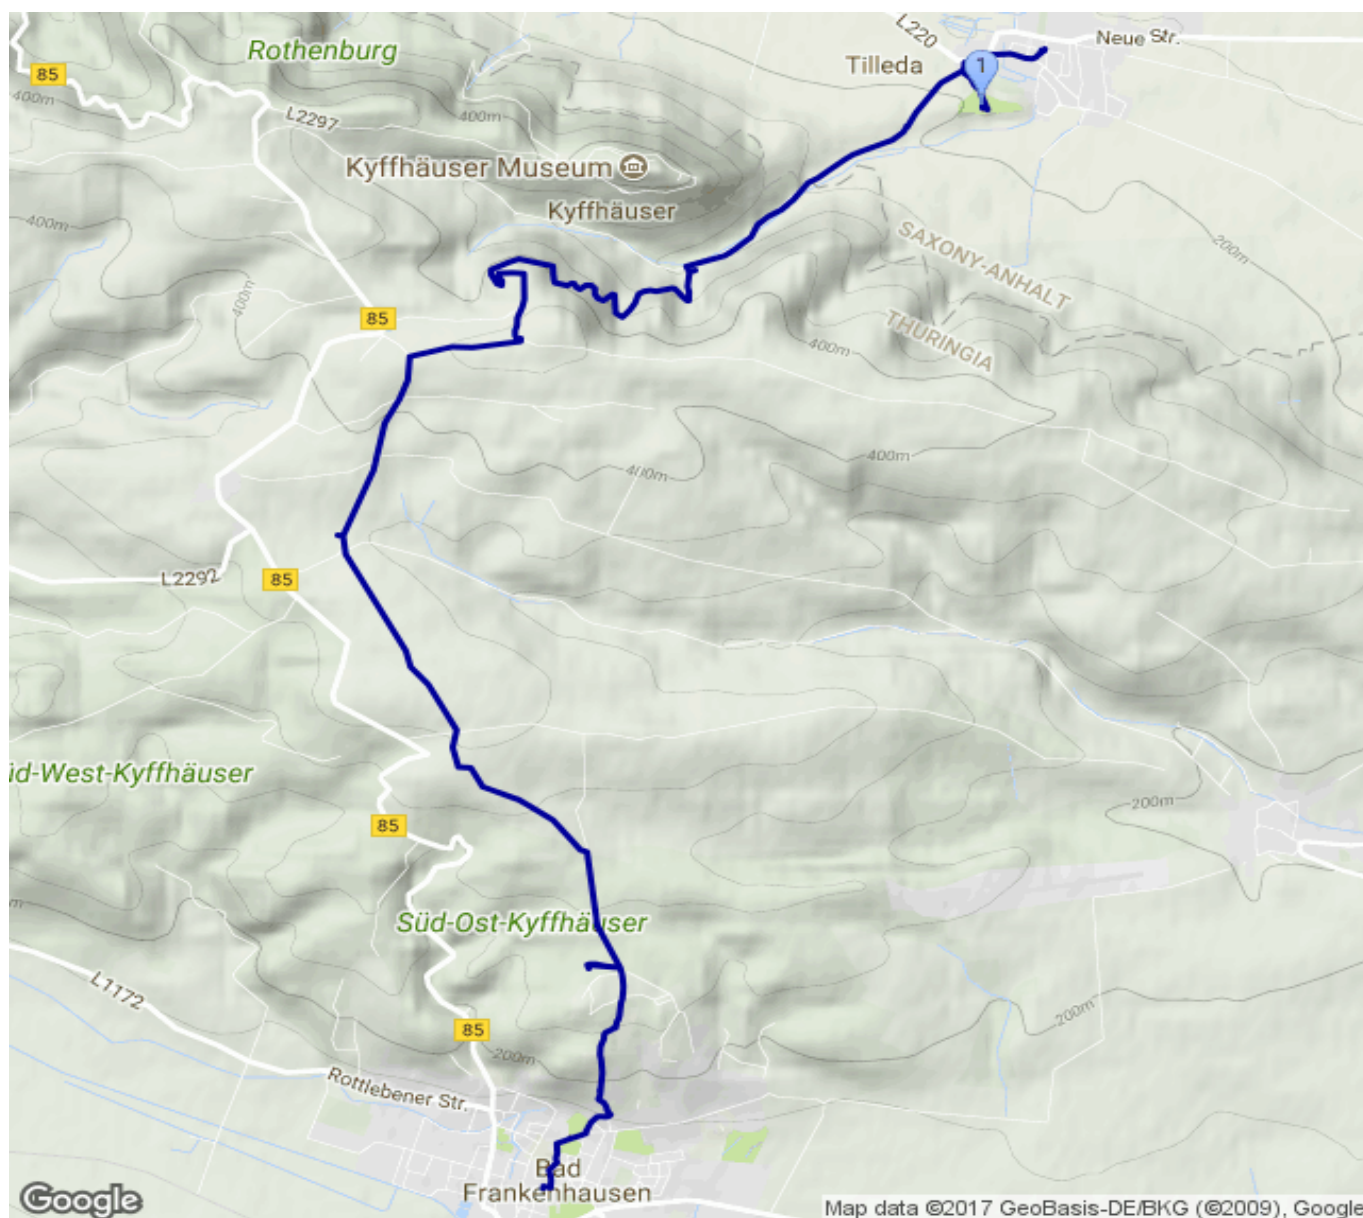 Rothenburg
85
L220
Neue Str.
Tilleda
1
400m
L2297
400m
Kyffhäuser Museum
Kyffhäuser
400m
SAXONY-ANHALT
200m
400m
85
THURINGIA
400m
400m
400m
L2292
85
üd-West-Kyffhäuser
200m
85
Süd-Ost-Kyffhäuser
m
L1172
200m
85
200m
Rottlebener Str.
Bad
Frankenhausen
Google
Map data ©2017 GeoBasis-DE/BKG (©2009), Google